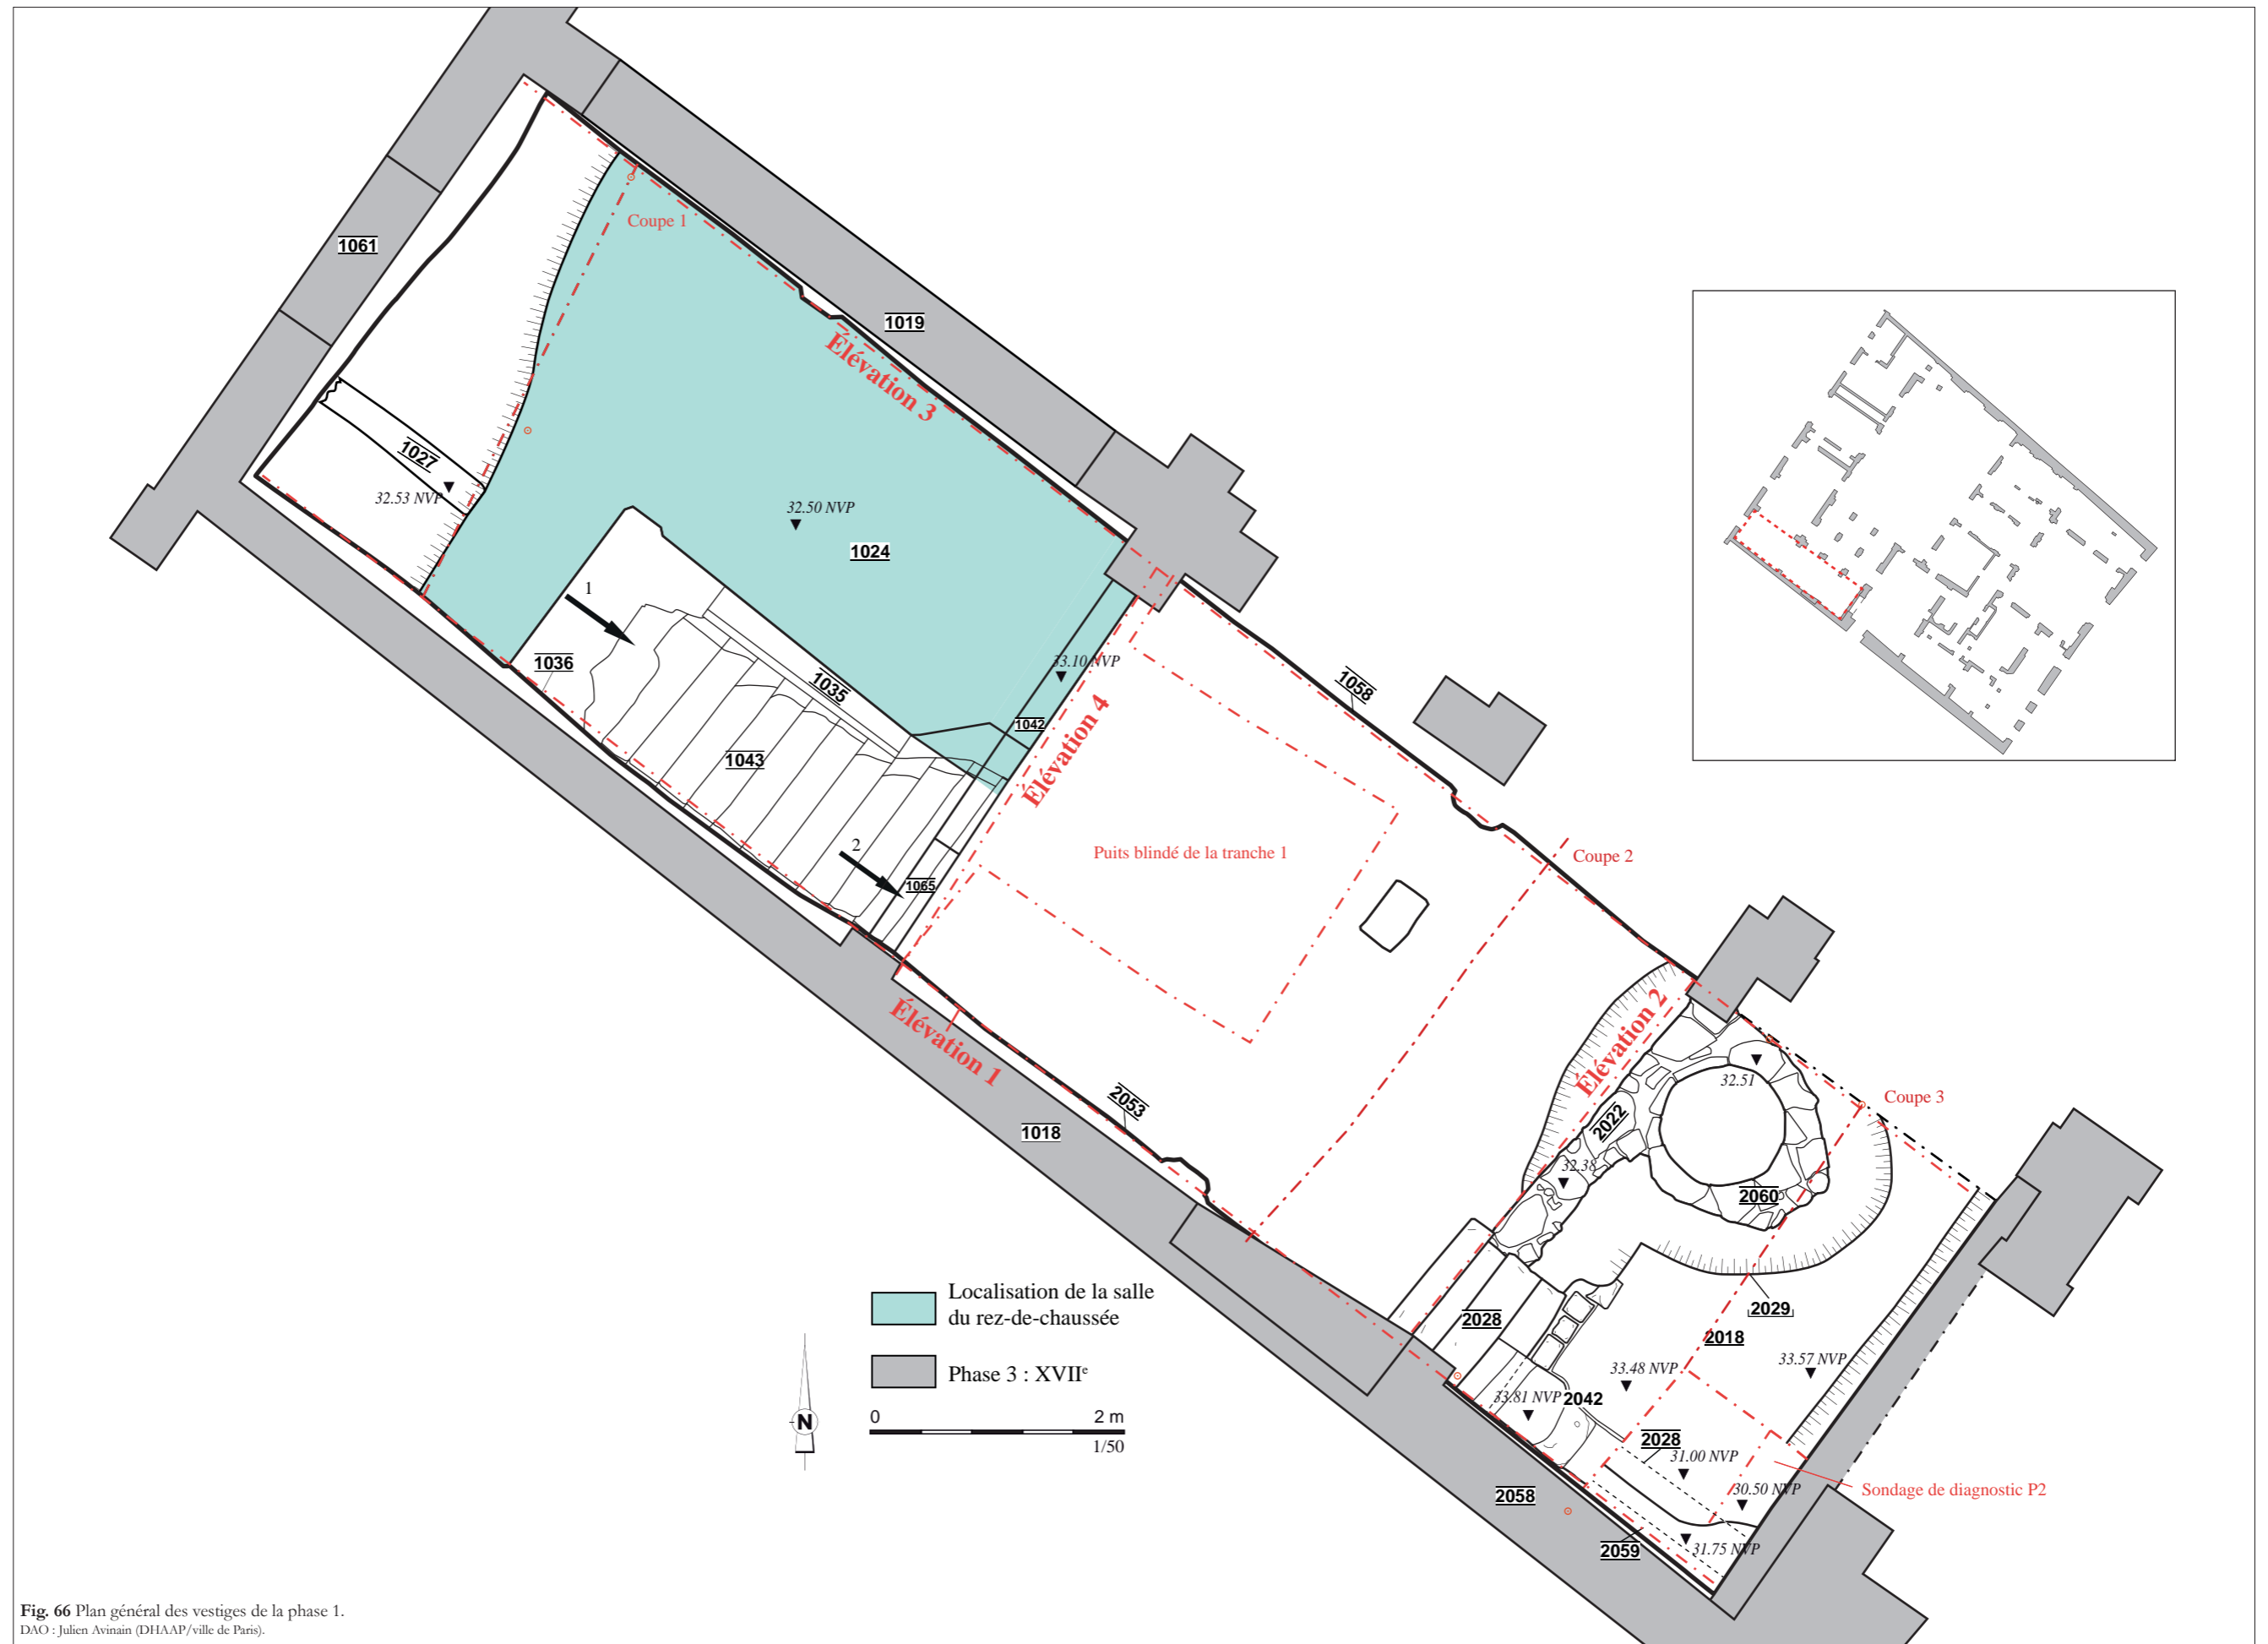 1061
Coupe 1
1019
Élévation 3
1027
32.53 NVP
32.50 NVP
1024
1
1036
1035
33.10 NVP
1042
1043
Élévation 4
1058
2
1065
Puits blindé de la tranche 1
Coupe 2
Élévation 1
1018
2053
Élévation 2
32.51
2022
32.38
2060
Coupe 3
2029
2018
2028
33.48 NVP
33.57 NVP
33.81 NVP
2042
2028
31.00 NVP
30.50 NVP
Sondage de diagnostic P2
2058
2059
31.75 NVP
Localisation de la salle
du rez-de-chaussée
Phase 3 : XVIIe
N
0 2 m
1/50
Fig. 66 Plan général des vestiges de la phase 1.
DAO : Julien Avinain (DHAAP/ville de Paris).